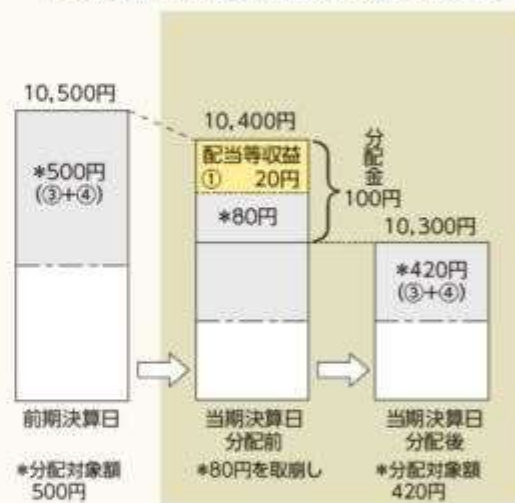 10,500円
*500円
(③+④)
前期決算日
*分配対象額
500円
10,400円
配当等収益
① 20円
*80円
分配金
100円
当期決算日
分配前
*80円を取崩し
10,300円
*420円
(③+④)
当期決算日
分配後
*分配対象額
420円